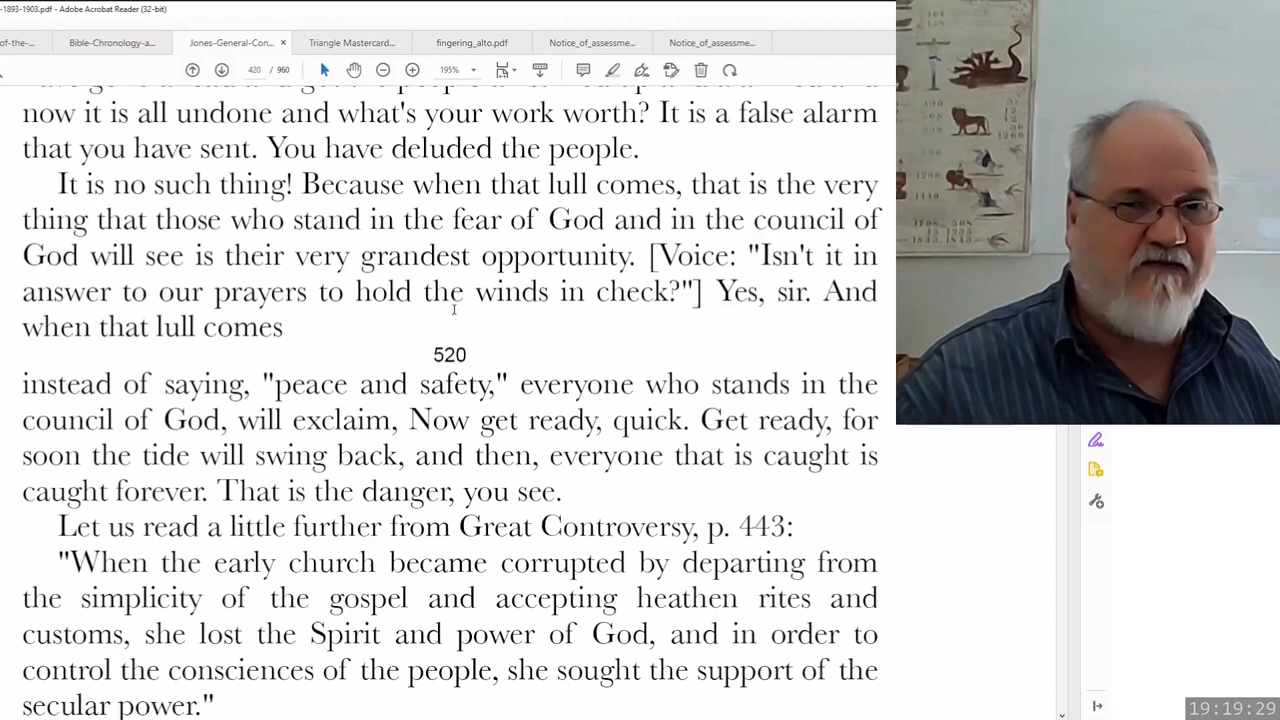 -1893-1903.pdf - Adobe Acrobat Reader (32-bit)
of-the-... Bible-Chronology-a... Jones-General-Con... × Triangle Mastercard... fingering_alto.pdf Notice_of_assessme... Notice_of_assessme...
420 / 960 195%
now it is all undone and what's your work worth? It is a false alarm
that you have sent. You have deluded the people.
It is no such thing! Because when that lull comes, that is the very
thing that those who stand in the fear of God and in the council of
God will see is their very grandest opportunity. [Voice: "Isn't it in
answer to our prayers to hold the winds in check?"] Yes, sir. And
when that lull comes
520
instead of saying, "peace and safety," everyone who stands in the
council of God, will exclaim, Now get ready, quick. Get ready, for
soon the tide will swing back, and then, everyone that is caught is
caught forever. That is the danger, you see.
Let us read a little further from Great Controversy, p. 443:
"When the early church became corrupted by departing from
the simplicity of the gospel and accepting heathen rites and
customs, she lost the Spirit and power of God, and in order to
control the consciences of the people, she sought the support of the
secular power."
19:19:29